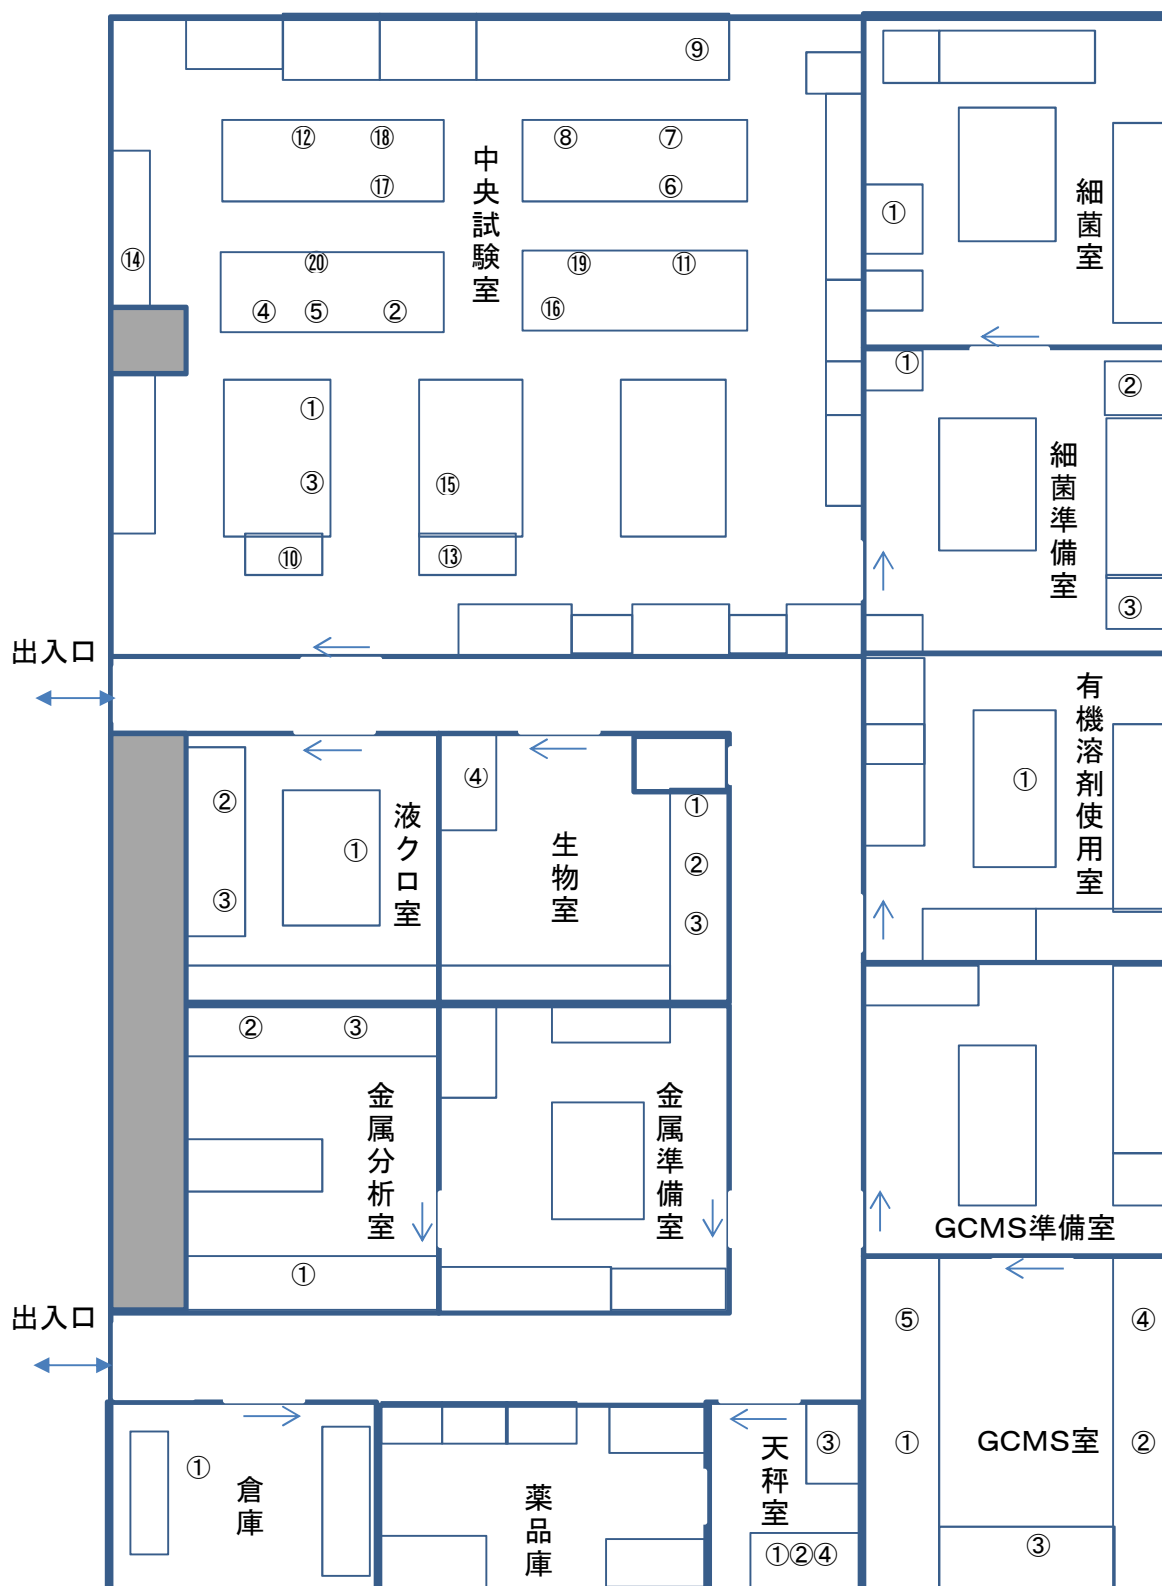 ⑨
⑫ ⑱
⑰
⑧ ⑦
⑥
中央試験室
①
細菌室
⑭
⑳
④ ⑤ ②
⑲ ⑪
⑯
①
③
⑮
⑩
⑬
①
②
細菌準備室
③
出入口
有機溶剤使用室
①
②
③
①
液クロ室
④
生物室
①
②
③
② ③
金属分析室
①
金属準備室
GCMS準備室
出入口
⑤
④
①
GCMS室
②
③
①
倉庫
薬品庫
天秤室
③
①②④